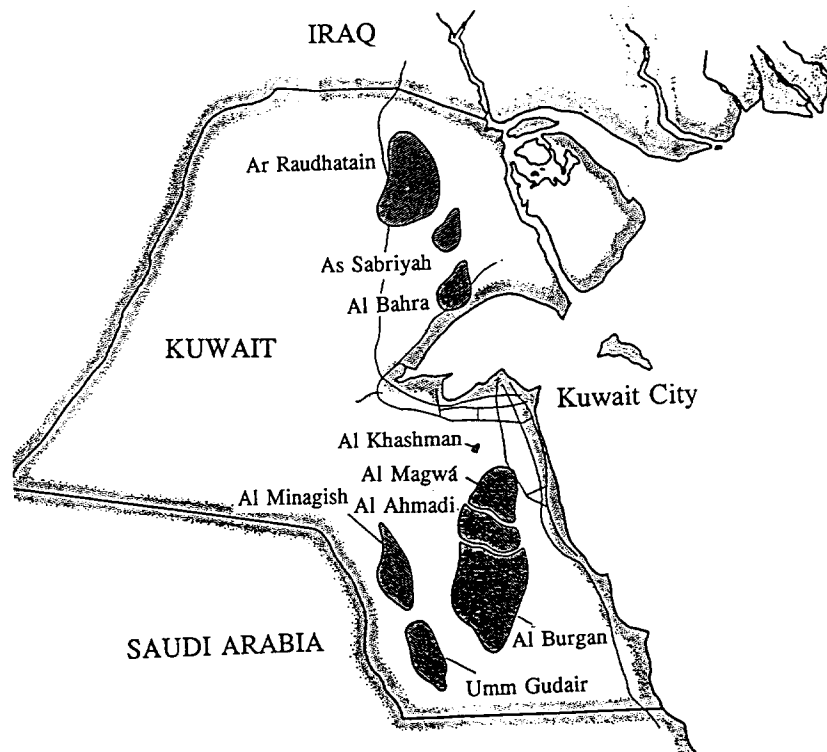 IRAQ
Ar Raudhatain
As Sabriyah
Al Bahra
KUWAIT
Kuwait City
Al Khashman
Al Magwá
Al Minagish
Al Ahmadi
SAUDI ARABIA
Al Burgan
Umm Gudair